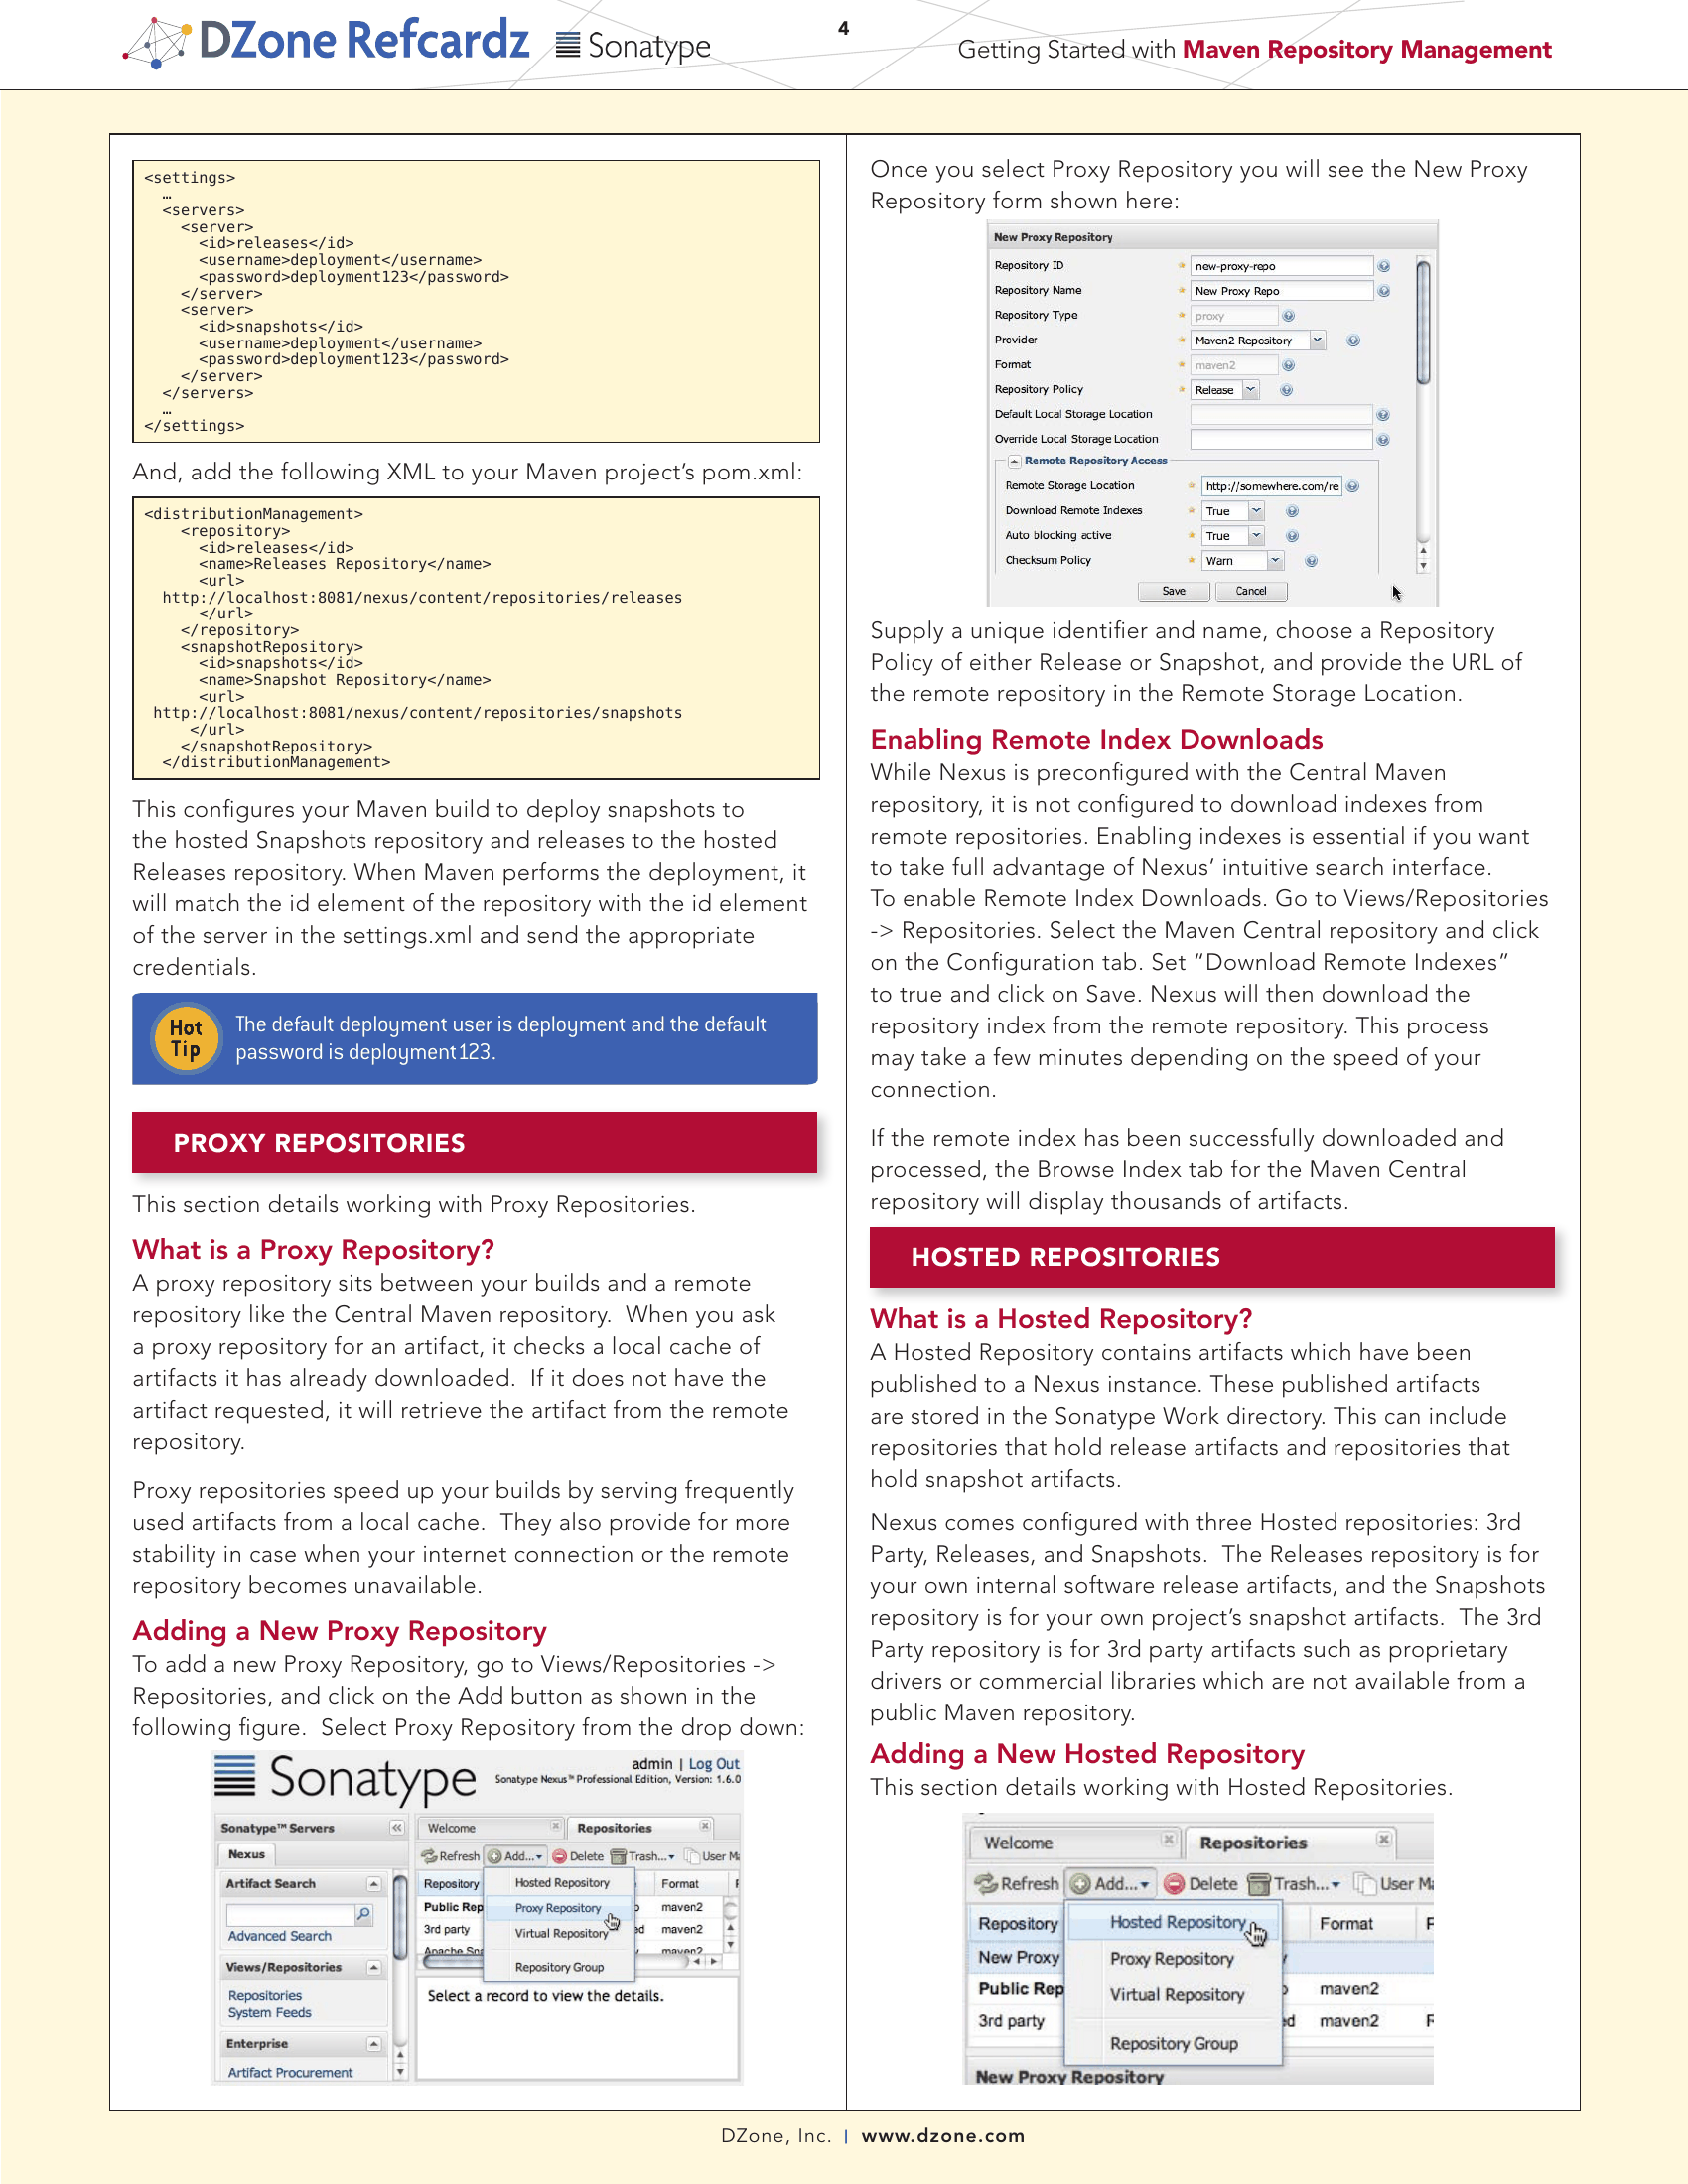 DZone Refcardz
Sonatype
4
Getting Started with Maven Repository Management
<settings>
…
<servers>
<server>
<id>releases</id>
<username>deployment</username>
<password>deployment123</password>
</server>
<server>
<id>snapshots</id>
<username>deployment</username>
<password>deployment123</password>
</server>
</servers>
…
</settings>
And, add the following XML to your Maven project’s pom.xml:
<distributionManagement>
<repository>
<id>releases</id>
<name>Releases Repository</name>
<url>
http://localhost:8081/nexus/content/repositories/releases
</url>
</repository>
<snapshotRepository>
<id>snapshots</id>
<name>Snapshot Repository</name>
<url>
http://localhost:8081/nexus/content/repositories/snapshots
</url>
</snapshotRepository>
</distributionManagement>
This configures your Maven build to deploy snapshots to
the hosted Snapshots repository and releases to the hosted
Releases repository. When Maven performs the deployment, it
will match the id element of the repository with the id element
of the server in the settings.xml and send the appropriate
credentials.
Hot
Tip
The default deployment user is deployment and the default
password is deployment123.
PROXY REPOSITORIES
This section details working with Proxy Repositories.
What is a Proxy Repository?
A proxy repository sits between your builds and a remote
repository like the Central Maven repository.  When you ask
a proxy repository for an artifact, it checks a local cache of
artifacts it has already downloaded.  If it does not have the
artifact requested, it will retrieve the artifact from the remote
repository.
Proxy repositories speed up your builds by serving frequently
used artifacts from a local cache.  They also provide for more
stability in case when your internet connection or the remote
repository becomes unavailable.
Adding a New Proxy Repository
To add a new Proxy Repository, go to Views/Repositories ->
Repositories, and click on the Add button as shown in the
following figure.  Select Proxy Repository from the drop down:
Sonatype
admin | Log Out
Sonatype Nexus™ Professional Edition, Version: 1.6.0
Sonatype™ Servers
Nexus
Artifact Search
Advanced Search
Views/Repositories
Repositories
System Feeds
Enterprise
Artifact Procurement
Welcome
Repositories
Refresh Add... Delete Trash... User Ma
Repository
Format
Public Rep
maven2
3rd party
ed maven2
Apache Sna
maven2
Hosted Repository
Proxy Repository
Virtual Repository
Repository Group
Select a record to view the details.
Once you select Proxy Repository you will see the New Proxy
Repository form shown here:
New Proxy Repository
Repository ID new-proxy-repo
Repository Name New Proxy Repo
Repository Type proxy
Provider Maven2 Repository
Format maven2
Repository Policy Release
Default Local Storage Location
Override Local Storage Location
Remote Repository Access
Remote Storage Location http://somewhere.com/re
Download Remote Indexes True
Auto blocking active True
Checksum Policy Warn
Save Cancel
Supply a unique identifier and name, choose a Repository
Policy of either Release or Snapshot, and provide the URL of
the remote repository in the Remote Storage Location.
Enabling Remote Index Downloads
While Nexus is preconfigured with the Central Maven
repository, it is not configured to download indexes from
remote repositories. Enabling indexes is essential if you want
to take full advantage of Nexus’ intuitive search interface.
To enable Remote Index Downloads. Go to Views/Repositories
-> Repositories. Select the Maven Central repository and click
on the Configuration tab. Set “Download Remote Indexes”
to true and click on Save. Nexus will then download the
repository index from the remote repository. This process
may take a few minutes depending on the speed of your
connection.
If the remote index has been successfully downloaded and
processed, the Browse Index tab for the Maven Central
repository will display thousands of artifacts.
HOSTED REPOSITORIES
What is a Hosted Repository?
A Hosted Repository contains artifacts which have been
published to a Nexus instance. These published artifacts
are stored in the Sonatype Work directory. This can include
repositories that hold release artifacts and repositories that
hold snapshot artifacts.
Nexus comes configured with three Hosted repositories: 3rd
Party, Releases, and Snapshots.  The Releases repository is for
your own internal software release artifacts, and the Snapshots
repository is for your own project’s snapshot artifacts.  The 3rd
Party repository is for 3rd party artifacts such as proprietary
drivers or commercial libraries which are not available from a
public Maven repository.
Adding a New Hosted Repository
This section details working with Hosted Repositories.
Welcome
Repositories
Refresh Add... Delete Trash... User Ma
Repository
Format
New Proxy
Public Rep
maven2
3rd party
ed maven2
Hosted Repository
Proxy Repository
Virtual Repository
Repository Group
New Proxy Repository
DZone, Inc. | www.dzone.com